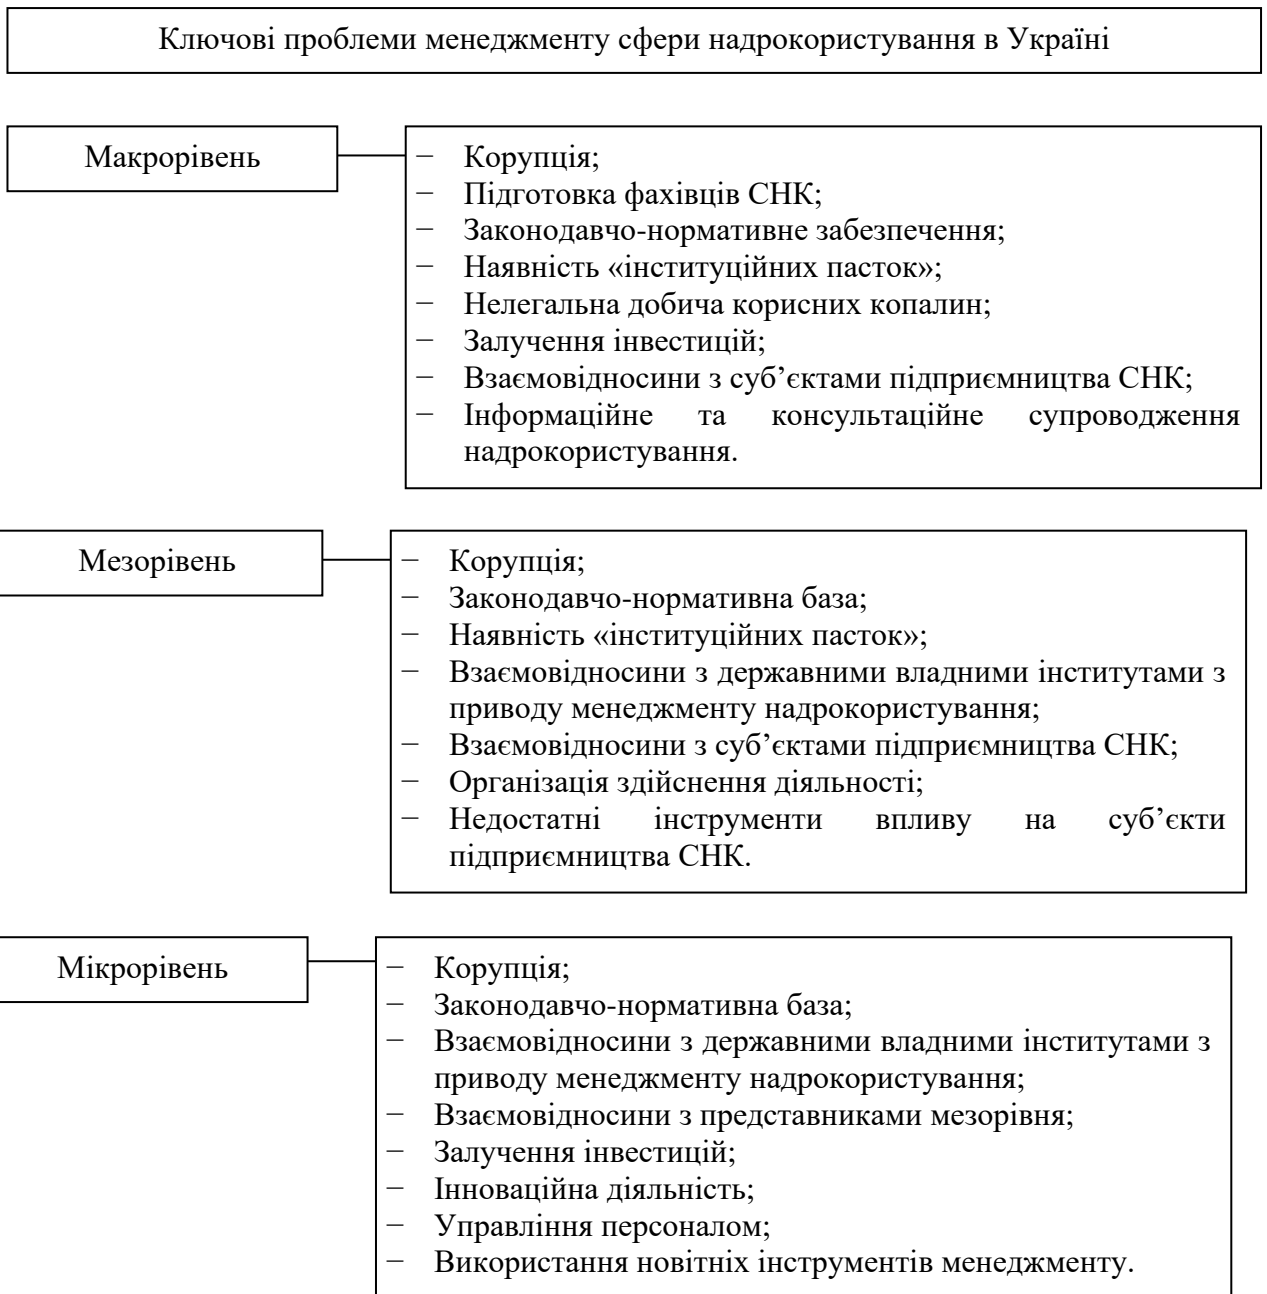 Ключові проблеми менеджменту сфери надрокористування в Україні
Макрорівень
− Корупція;
− Підготовка фахівців СНК;
− Законодавчо-нормативне забезпечення;
− Наявність «інституційних пасток»;
− Нелегальна добича корисних копалин;
− Залучення інвестицій;
− Взаємовідносини з суб’єктами підприємництва СНК;
− Інформаційне та консультаційне супроводження
надрокористування.
Мезорівень
− Корупція;
− Законодавчо-нормативна база;
− Наявність «інституційних пасток»;
− Взаємовідносини з державними владними інститутами з
приводу менеджменту надрокористування;
− Взаємовідносини з суб’єктами підприємництва СНК;
− Організація здійснення діяльності;
− Недостатні інструменти впливу на суб’єкти
підприємництва СНК.
Мікрорівень
− Корупція;
− Законодавчо-нормативна база;
− Взаємовідносини з державними владними інститутами з
приводу менеджменту надрокористування;
− Взаємовідносини з представниками мезорівня;
− Залучення інвестицій;
− Інноваційна діяльність;
− Управління персоналом;
− Використання новітніх інструментів менеджменту.